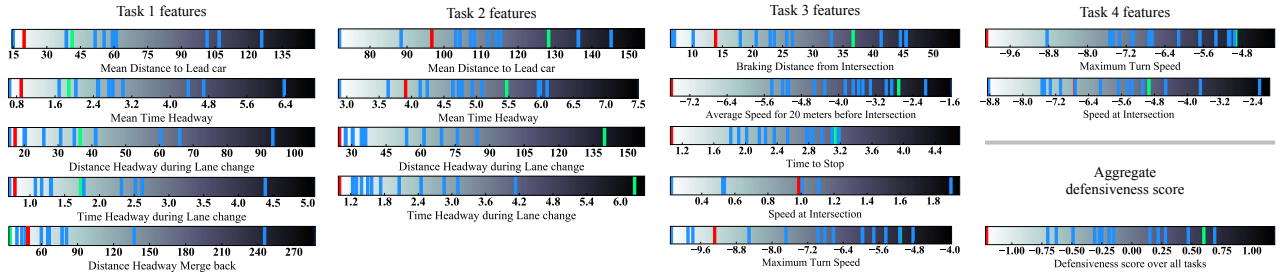 Task 1 features
15 45 75 105 135
Mean Distance to Lead car
0.8 1.6 2.4 3.2 4.0 4.8 5.6 6.4
Mean Time Headway
20 30 40 50 60 70 80 90 100
Distance Headway during Lane change
1.0 1.5 2.0 2.5 3.0 3.5 4.0 4.5 5.0
Time Headway during Lane change
60 90 120 150 180 210 240 270
Distance Headway Merge back
Task 2 features
80 90 100 110 120 130 140 150
Mean Distance to Lead car
3.0 3.5 4.0 4.5 5.0 5.5 6.0 6.5 7.0 7.5
Mean Time Headway
30 45 60 75 90 105 120 135 150
Distance Headway during Lane change
1.2 1.8 2.4 3.0 3.6 4.2 4.8 5.4 6.0
Time Headway during Lane change
Task 3 features
10 20 30 40 50
Braking Distance from Intersection
−7.2 −6.4 −5.6 −4.8 −4.0 −3.2 −2.4 −1.6
Average Speed for 20 meters before Intersection
1.2 1.6 2.0 2.4 2.8 3.2 3.6 4.0 4.4
Time to Stop
0.4 0.6 0.8 1.0 1.2 1.4 1.6 1.8
Speed at Intersection
−9.6 −8.8 −8.0 −7.2 −6.4 −5.6 −4.8 −4.0
Maximum Turn Speed
Task 4 features
−9.6 −8.8 −8.0 −7.2 −6.4 −5.6 −4.8
Maximum Turn Speed
−8.8 −8.0 −7.2 −6.4 −5.6 −4.8 −4.0 −3.2 −2.4
Speed at Intersection
Aggregate
defensiveness score
−1.00 −0.75 −0.50 −0.25 0.00 0.25 0.50 0.75 1.00
Defensiveness score over all tasks